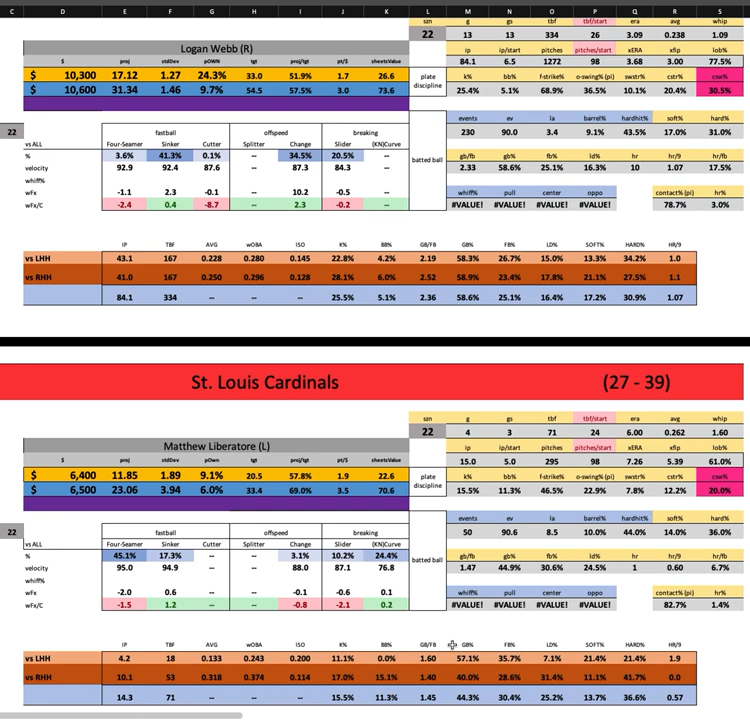 C D E F G H I J K L M N O P Q R S
szn g gs tbf tbf/start era avg whip
22 13 13 334 26 3.09 0.238 1.09
Logan Webb (R)
ip ip/start pitches pitches/start xERA xfip lob%
84.1 6.5 1272 98 3.68 3.00 77.5%
$ proj stdDev pOWN tgt proj/tgt pt/$ sheetsValue
$ 10,300 17.12 1.27 24.3% 33.0 51.9% 1.7 26.6
$ 10,600 31.34 1.46 9.7% 54.5 57.5% 3.0 73.6
plate discipline
k% bb% f-strike% o-swing% (pi) swstr% cstr% csw%
25.4% 5.1% 68.9% 36.5% 10.1% 20.4% 30.5%
22 fastball offspeed breaking
vs ALL Four-Seamer Sinker Cutter Splitter Change Slider (KN)Curve
% 3.6% 41.3% 0.1% -- 34.5% 20.5% --
velocity 92.9 92.4 87.6 -- 87.3 84.3 --
whiff%
wFx -1.1 2.3 -0.1 -- 10.2 -0.5 --
wFx/C -2.4 0.4 -8.7 -- 2.3 -0.2 --
batted ball
events ev la barrel% hardhit% soft% hard%
230 90.0 3.4 9.1% 43.5% 17.0% 31.0%
gb/fb gb% fb% ld% hr hr/9 hr/fb
2.33 58.6% 25.1% 16.3% 10 1.07 17.5%
whiff% pull center oppo contact% (pi) hr%
#VALUE! #VALUE! #VALUE! #VALUE! 78.7% 3.0%
IP TBF AVG wOBA ISO K% BB% GB/FB GB% FB% LD% SOFT% HARD% HR/9
vs LHH 43.1 167 0.228 0.280 0.145 22.8% 4.2% 2.19 58.3% 26.7% 15.0% 13.3% 34.2% 1.0
vs RHH 41.0 167 0.250 0.296 0.128 28.1% 6.0% 2.52 58.9% 23.4% 17.8% 21.1% 27.5% 1.1
84.1 334 -- -- -- 25.5% 5.1% 2.36 58.6% 25.1% 16.4% 17.2% 30.9% 1.07
St. Louis Cardinals (27 - 39)
szn g gs tbf tbf/start era avg whip
22 4 3 71 24 6.00 0.262 1.60
Matthew Liberatore (L)
ip ip/start pitches pitches/start xERA xfip lob%
15.0 5.0 295 98 7.26 5.39 61.0%
$ proj stdDev pOwn tgt proj/tgt pt/$ sheetsValue
$ 6,400 11.85 1.89 9.1% 20.5 57.8% 1.9 22.6
$ 6,500 23.06 3.94 6.0% 33.4 69.0% 3.5 70.6
plate discipline
k% bb% f-strike% o-swing% (pi) swstr% cstr% csw%
15.5% 11.3% 46.5% 22.9% 7.8% 12.2% 20.0%
22 fastball offspeed breaking
vs ALL Four-Seamer Sinker Cutter Splitter Change Slider (KN)Curve
% 45.1% 17.3% -- -- 3.1% 10.2% 24.4%
velocity 95.0 94.9 -- -- 88.0 87.1 76.8
whiff%
wFx -2.0 0.6 -- -- -0.1 -0.6 0.1
wFx/C -1.5 1.2 -- -- -0.8 -2.1 0.2
batted ball
events ev la barrel% hardhit% soft% hard%
50 90.6 8.5 10.0% 44.0% 14.0% 36.0%
gb/fb gb% fb% ld% hr hr/9 hr/fb
1.47 44.9% 30.6% 24.5% 1 0.60 6.7%
whiff% pull center oppo contact% (pi) hr%
#VALUE! #VALUE! #VALUE! #VALUE! 82.7% 1.4%
IP TBF AVG wOBA ISO K% BB% GB/FB GB% FB% LD% SOFT% HARD% HR/9
vs LHH 4.2 18 0.133 0.243 0.200 11.1% 0.0% 1.60 57.1% 35.7% 7.1% 21.4% 21.4% 1.9
vs RHH 10.1 53 0.318 0.374 0.114 17.0% 15.1% 1.40 40.0% 28.6% 31.4% 11.1% 41.7% 0.0
14.3 71 15.5% 11.3% 1.45 44.3% 30.4% 25.2% 13.7% 36.6% 0.57